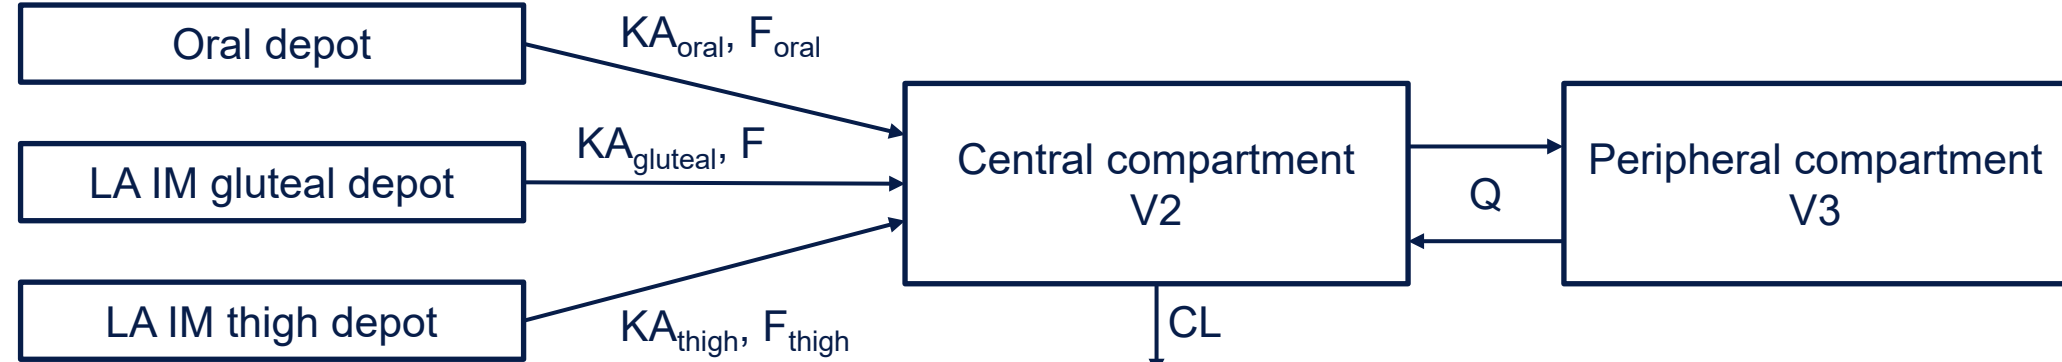 Oral depot
KAoral, Foral
LA IM gluteal depot
KAgluteal, F
LA IM thigh depot
KAthigh, Fthigh
Central compartment
V2
CL
Q
Peripheral compartment
V3